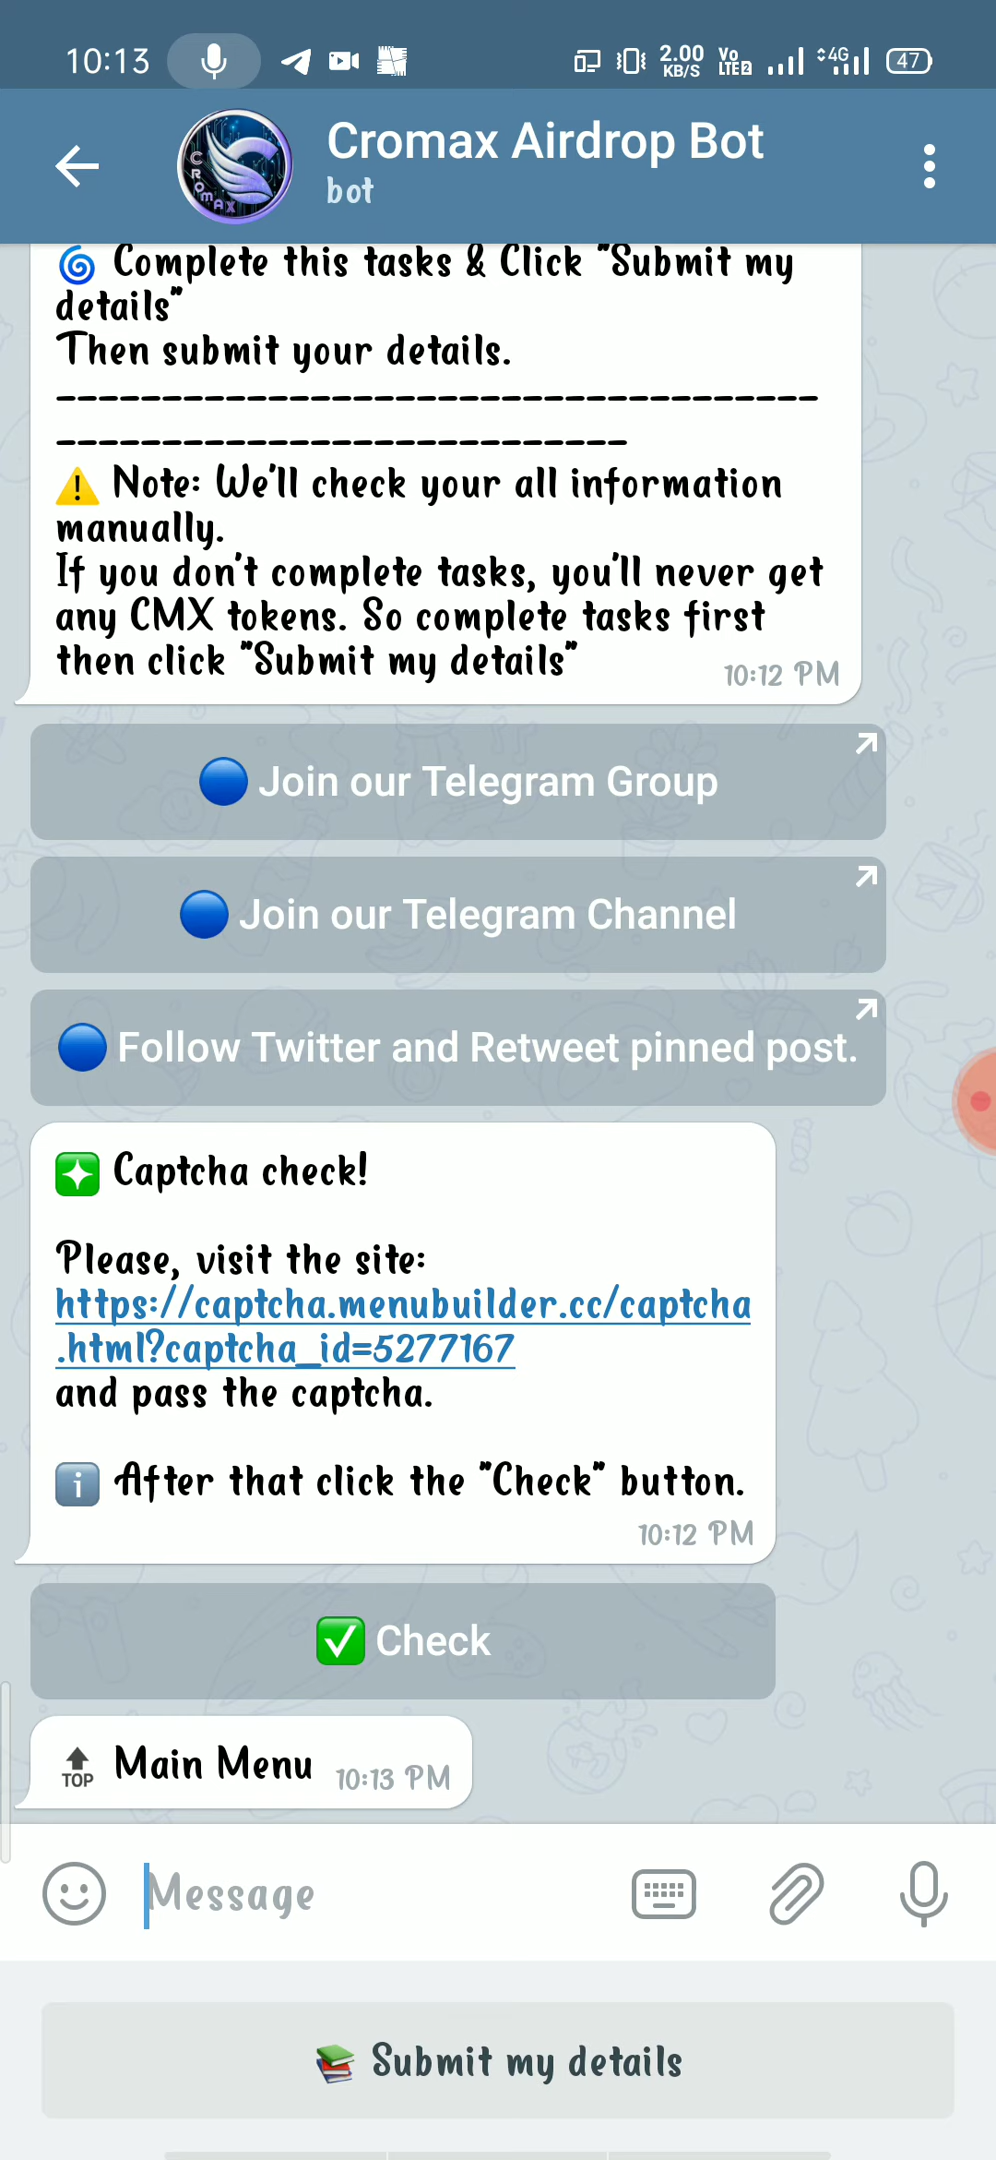 10:13
2.00
KB/S
Vo
LTE2
4G
47
CROMAX
Cromax Airdrop Bot
bot
🌀 Complete this tasks & Click "Submit my
details"
Then submit your details.
------------------------------------
---------------------------
⚠️ Note: We'll check your all information
manually.
If you don't complete tasks, you'll never get
any CMX tokens. So complete tasks first
then click "Submit my details"
10:12 PM
🔵 Join our Telegram Group
🔵 Join our Telegram Channel
🔵 Follow Twitter and Retweet pinned post.
❇️ Captcha check!
Please, visit the site:
https://captcha.menubuilder.cc/captcha
.html?captcha_id=5277167
and pass the captcha.
ℹ️ After that click the "Check" button.
10:12 PM
✅ Check
🔝 Main Menu
10:13 PM
Message
📚 Submit my details